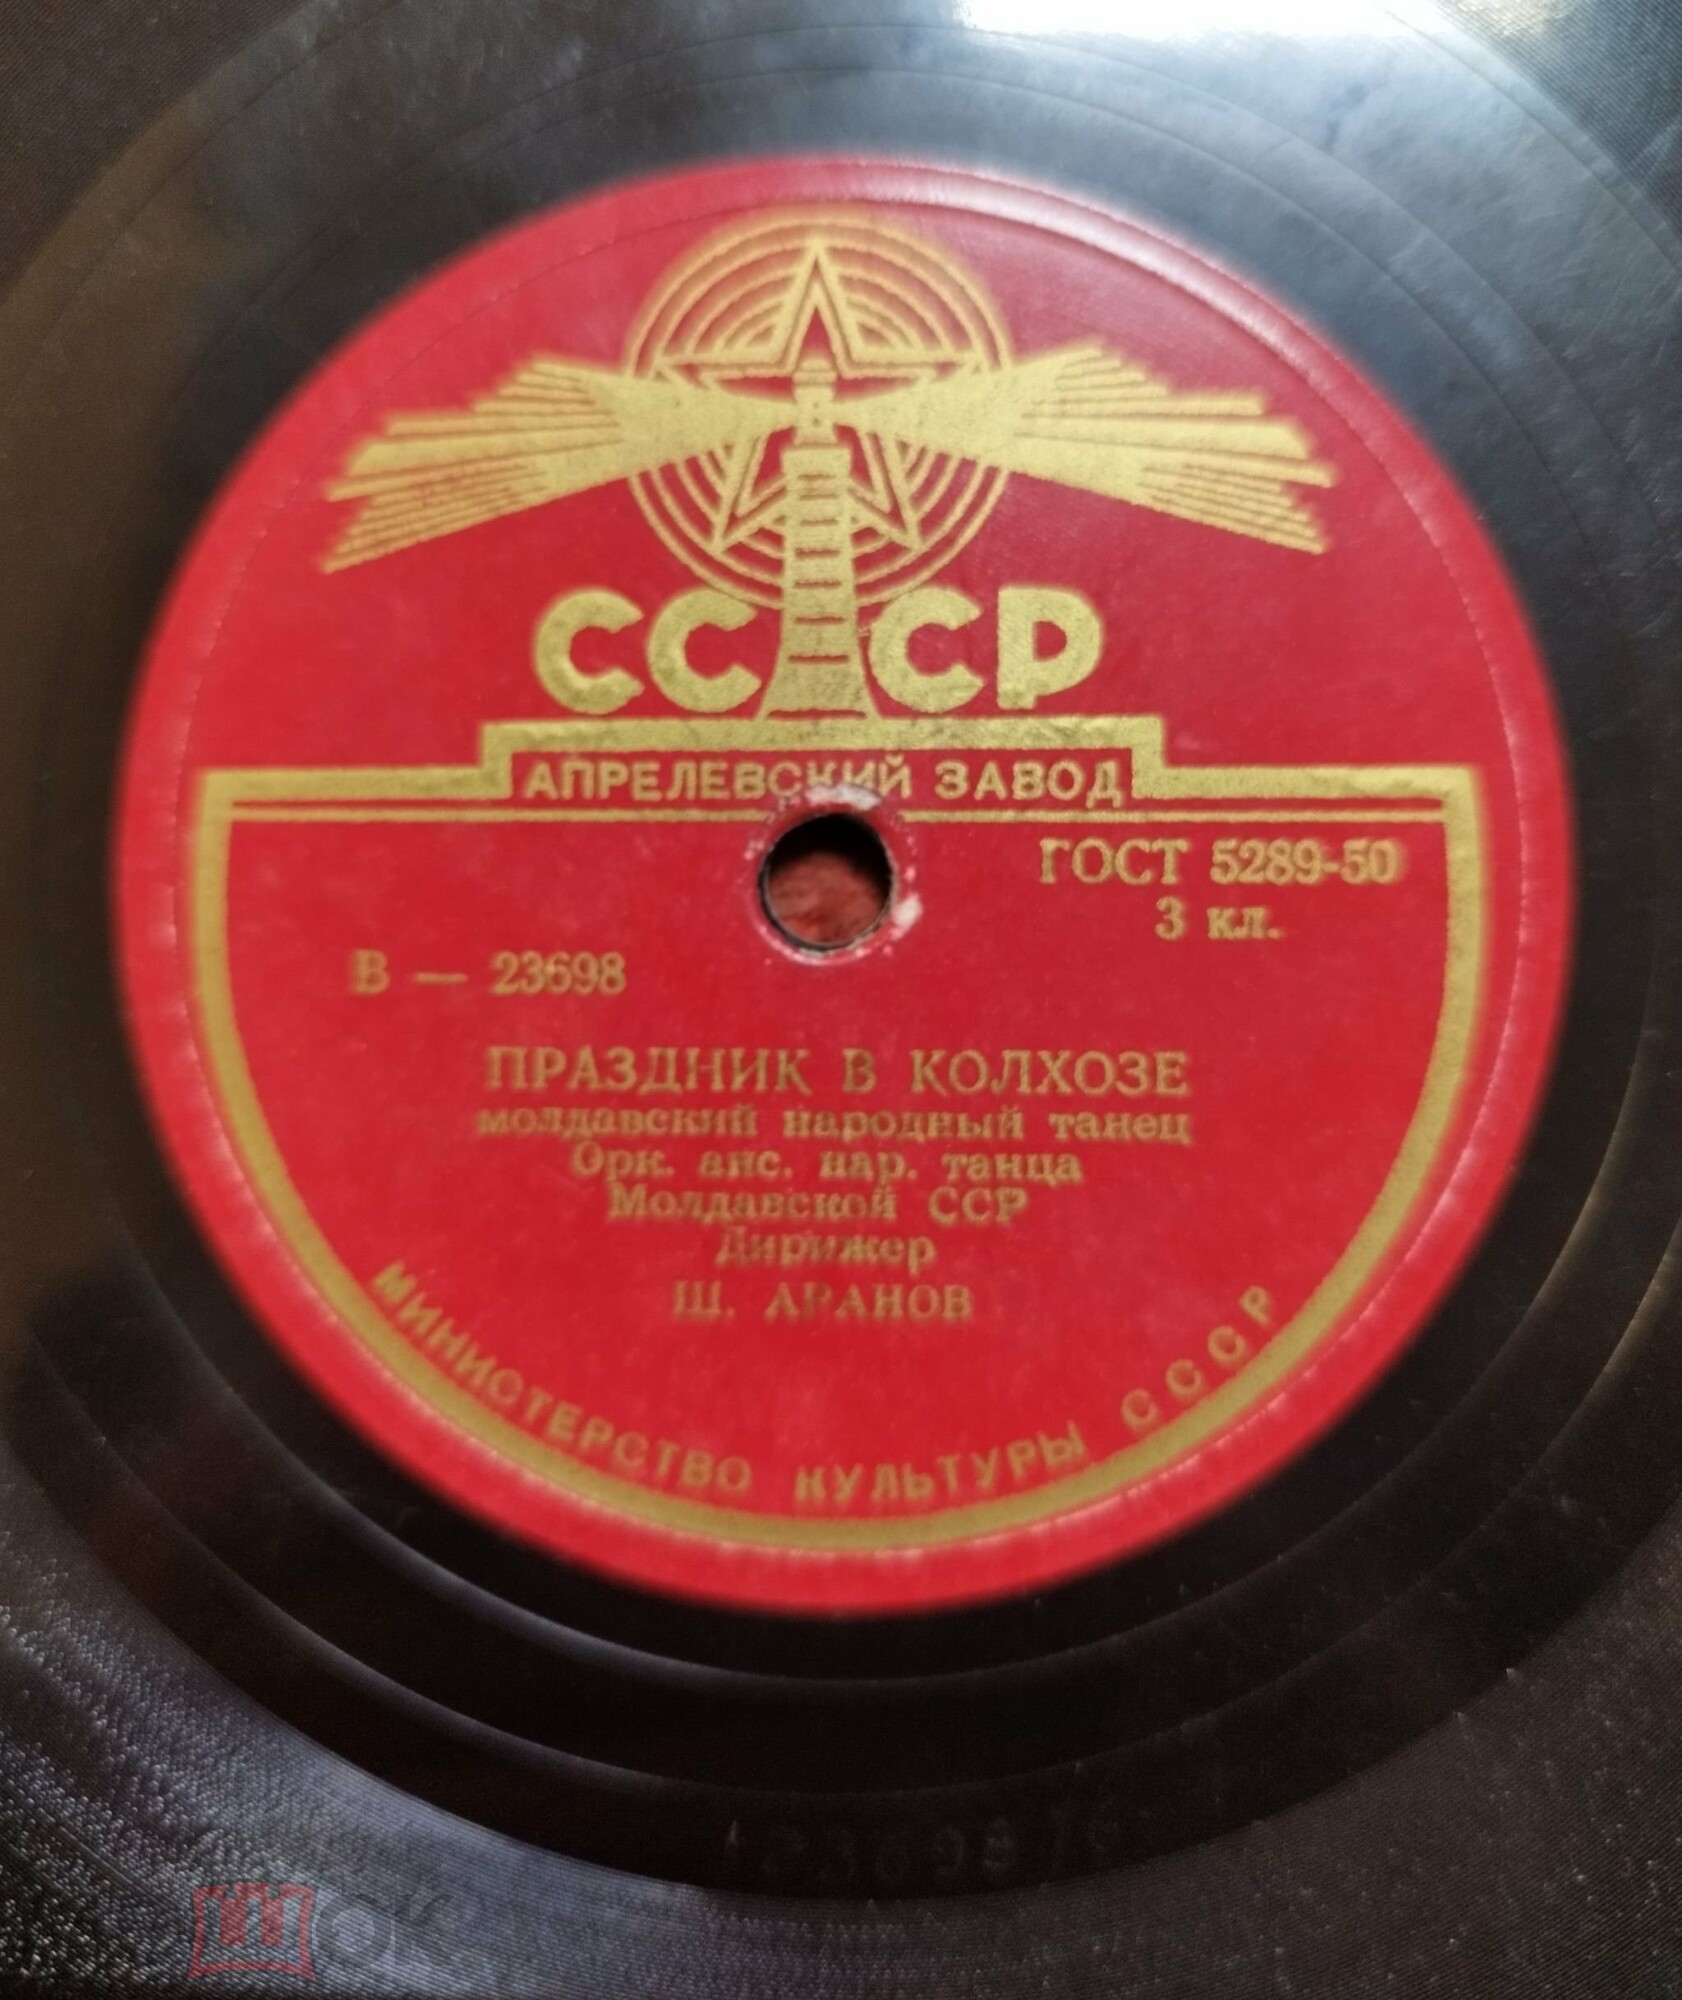 СССР
АПРЕЛЕВСКИЙ ЗАВОД
ГОСТ 5289-50
3 кл.
В — 23698
ПРАЗДНИК В КОЛХОЗЕ
молдавский народный танец
Орк. анс. нар. танца
Молдавской ССР
Дирижер
Ш. АРАНОВ
МИНИСТЕРСТВО КУЛЬТУРЫ СССР
23698